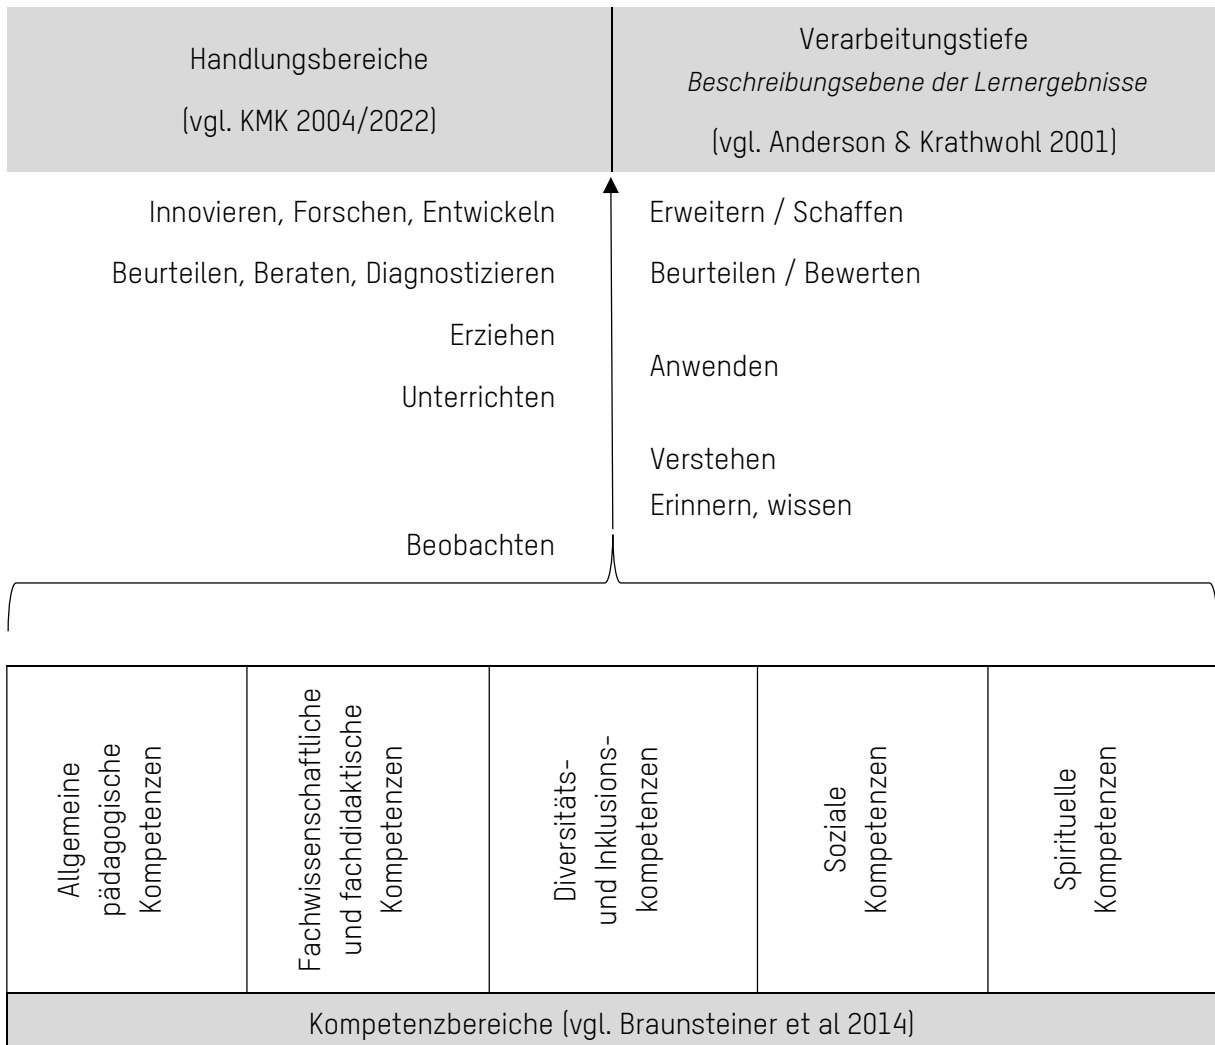 Handlungsbereiche
(vgl. KMK 2004/2022)
Verarbeitungstiefe
Beschreibungsebene der Lernergebnisse
(vgl. Anderson & Krathwohl 2001)
Innovieren, Forschen, Entwickeln
Beurteilen, Beraten, Diagnostizieren
Erziehen
Unterrichten
Beobachten
Erweitern / Schaffen
Beurteilen / Bewerten
Anwenden
Verstehen
Erinnern, wissen
Allgemeine
pädagogische
Kompetenzen
Fachwissenschaftliche
und fachdidaktische
Kompetenzen
Diversitäts-
und Inklusions-
kompetenzen
Soziale
Kompetenzen
Spirituelle
Kompetenzen
Kompetenzbereiche (vgl. Braunsteiner et al 2014)